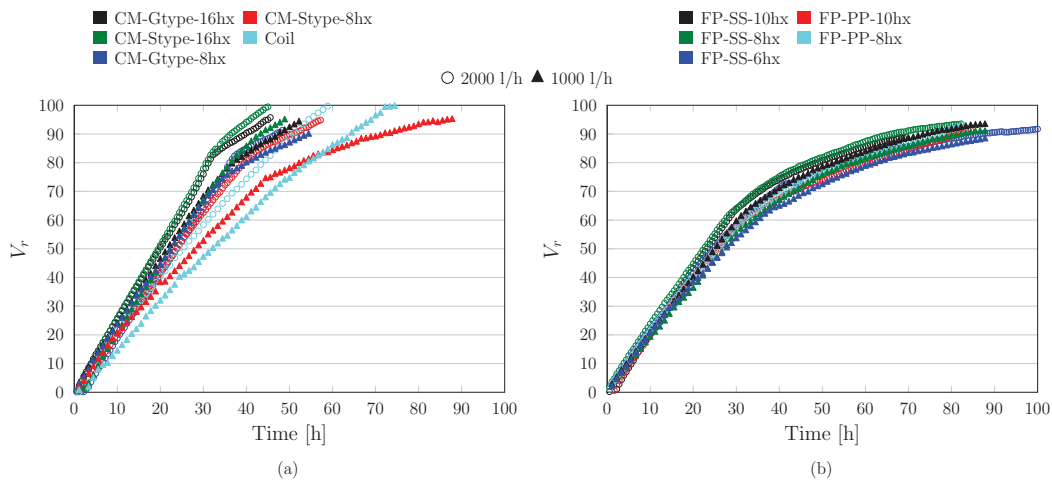 CM-Gtype-16hx CM-Stype-8hx
CM-Stype-16hx Coil
CM-Gtype-8hx
FP-SS-10hx FP-PP-10hx
FP-SS-8hx FP-PP-8hx
FP-SS-6hx
2000 l/h 1000 l/h
100
90
80
70
60
50
40
30
20
10
0
V_r
0 10 20 30 40 50 60 70 80 90 100
Time [h]
(a)
100
90
80
70
60
50
40
30
20
10
0
V_r
0 10 20 30 40 50 60 70 80 90 100
Time [h]
(b)